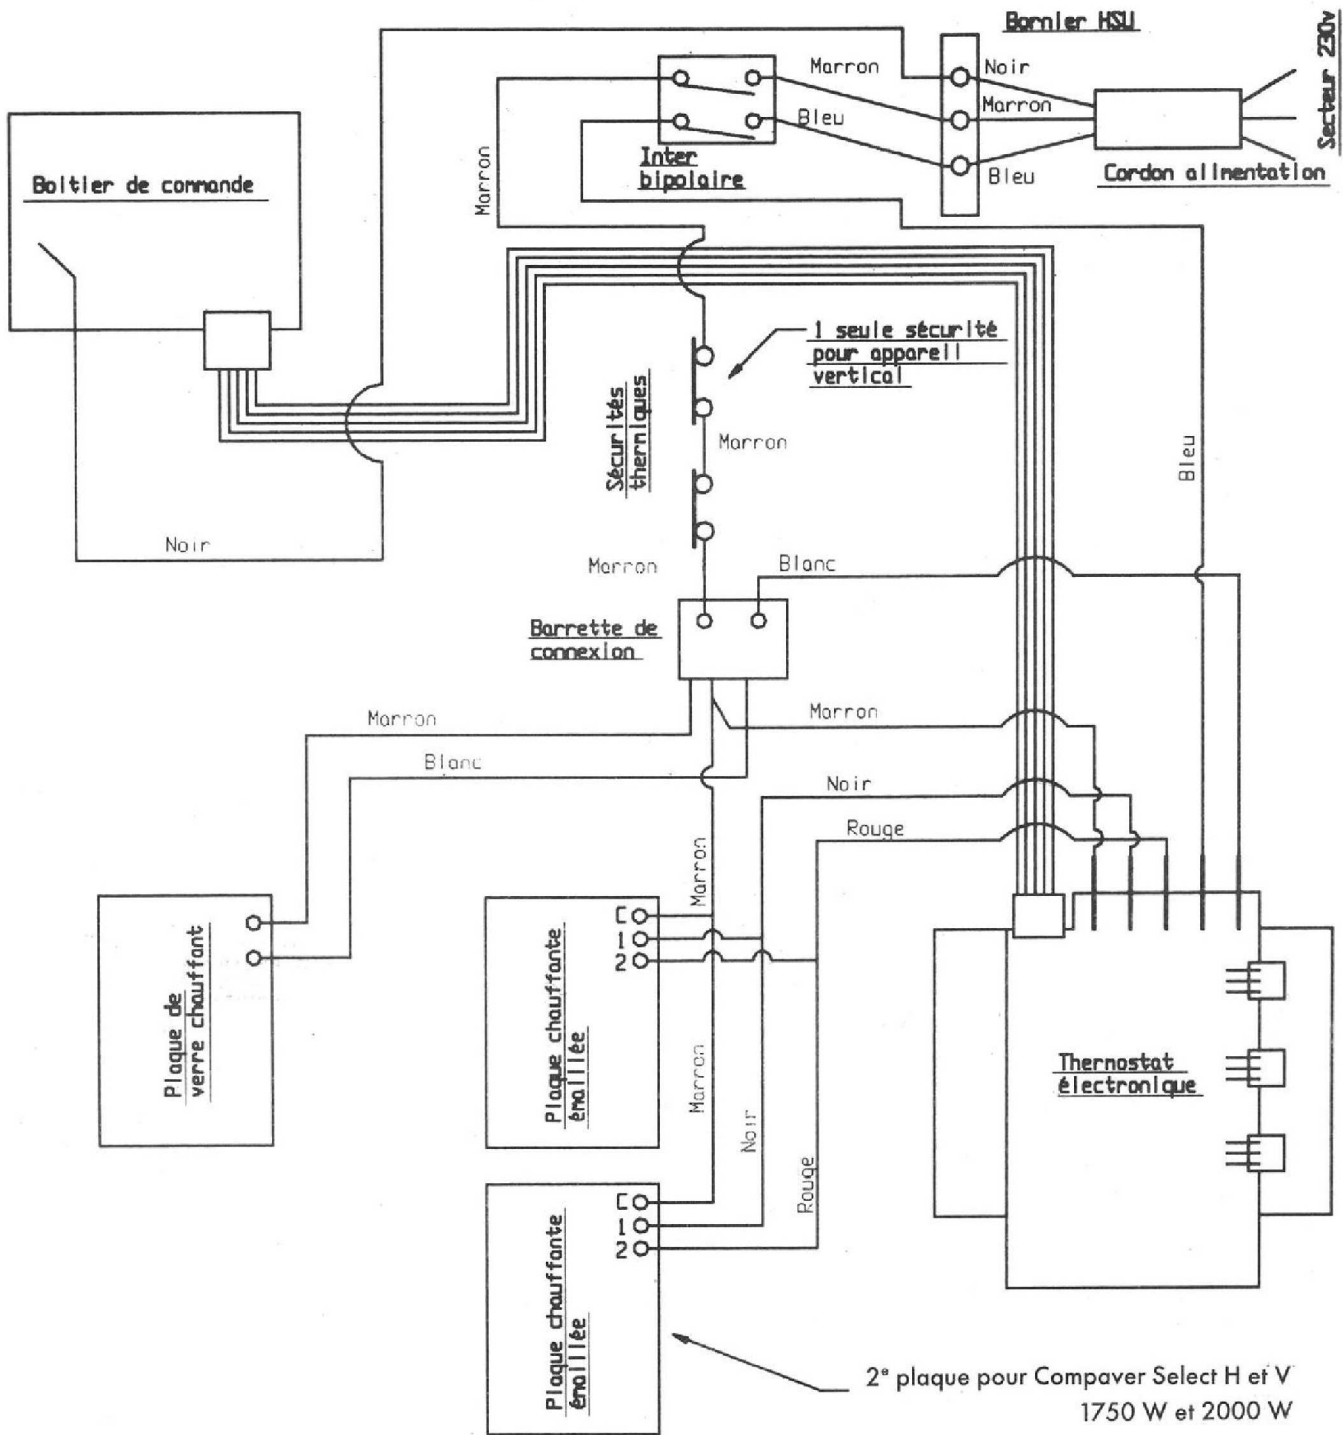 Bornier HSU
Secteur 230v
Noir
Marron
Marron
Bleu
Bleu
Inter
bipolaire
Cordon alimentation
Boîtier de commande
Marron
1 seule sécurité
pour appareil
vertical
Sécurités
thermiques
Marron
Bleu
Noir
Marron
Blanc
Barrette de
connexion
Marron
Marron
Blanc
Noir
Rouge
Marron
C
1
2
Plaque de
verre chauffant
Plaque chauffante
émaillée
Thermostat
électronique
Marron
Noir
Rouge
C
1
2
Plaque chauffante
émaillée
2e plaque pour Compaver Select H et V
1750 W et 2000 W